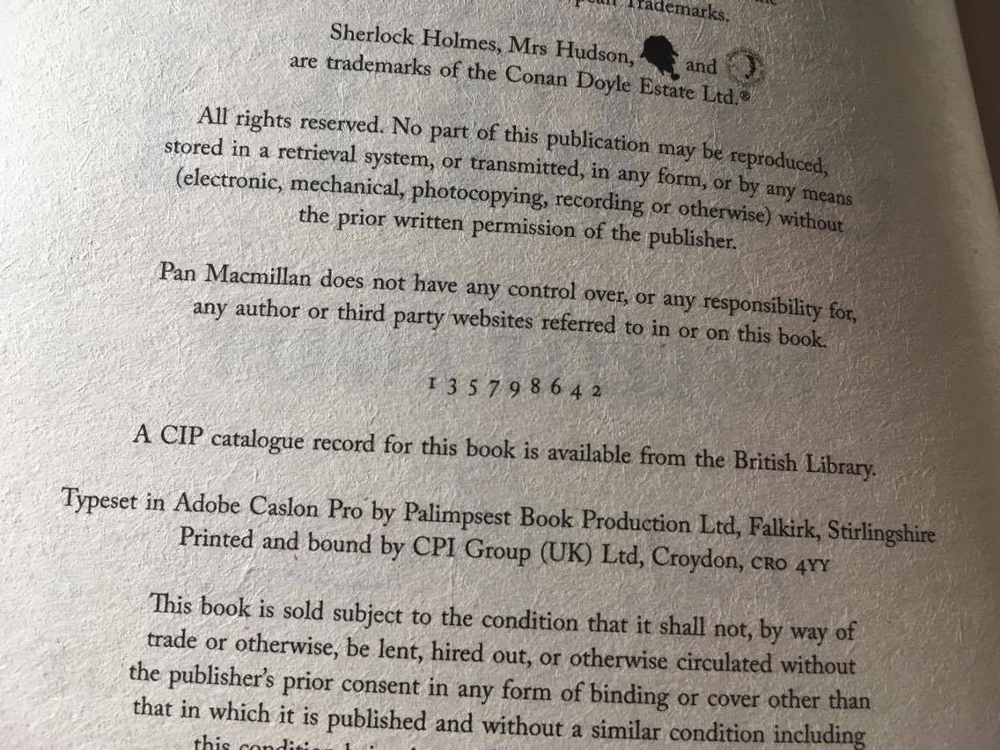 Trademarks.
Sherlock Holmes, Mrs Hudson, and
are trademarks of the Conan Doyle Estate Ltd.®
All rights reserved. No part of this publication may be reproduced,
stored in a retrieval system, or transmitted, in any form, or by any means
(electronic, mechanical, photocopying, recording or otherwise) without
the prior written permission of the publisher.
Pan Macmillan does not have any control over, or any responsibility for,
any author or third party websites referred to in or on this book.
1 3 5 7 9 8 6 4 2
A CIP catalogue record for this book is available from the British Library.
Typeset in Adobe Caslon Pro by Palimpsest Book Production Ltd, Falkirk, Stirlingshire
Printed and bound by CPI Group (UK) Ltd, Croydon, CR0 4YY
This book is sold subject to the condition that it shall not, by way of
trade or otherwise, be lent, hired out, or otherwise circulated without
the publisher's prior consent in any form of binding or cover other than
that in which it is published and without a similar condition including
this